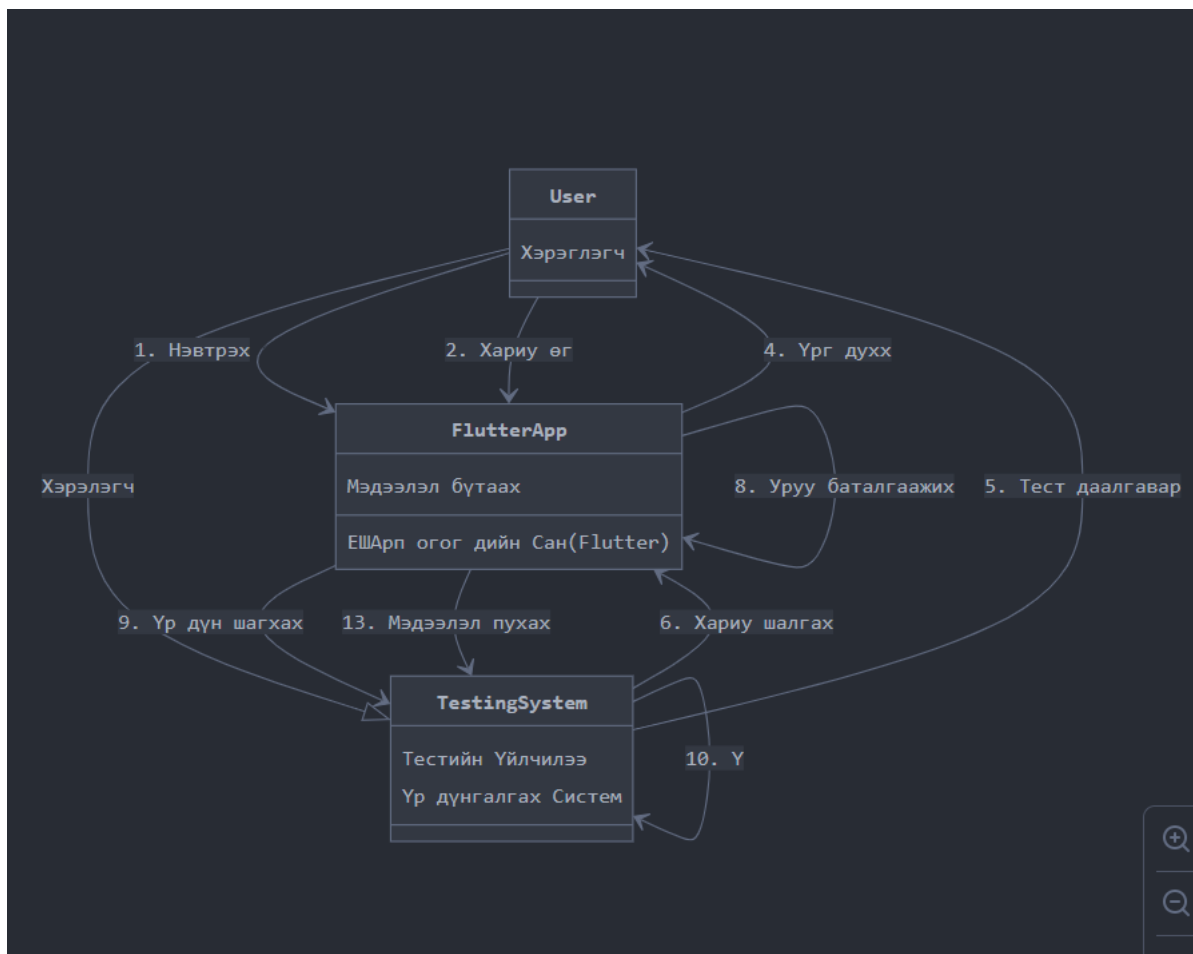 User
Хэрэглэгч
1. Нэвтрэх
2. Хариу өг
4. Үрг духх
FlutterApp
Мэдээлэл бүтаах
ЕШАрп огог дийн Сан(Flutter)
Хэрэлэгч
8. Уруу баталгаажих
5. Тест даалгавар
9. Үр дүн шагхах
13. Мэдээлэл пухах
6. Хариу шалгах
TestingSystem
Тестийн Үйлчилээ
Үр дүнгалгах Систем
10. Ү